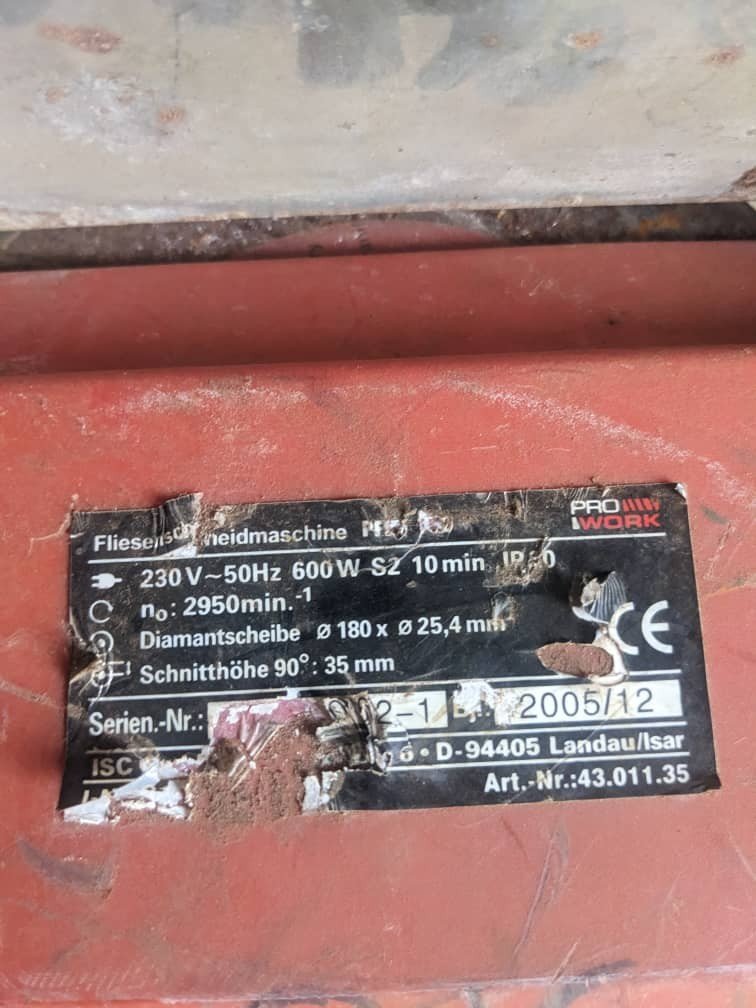 PRO
WORK
230 V ~ 50Hz 600 W S2 10 min
n₀: 2950min.⁻¹
Diamantscheibe ø 180 x ø 25,4 mm
Schnitthöhe 90°: 35 mm
CE
Serien.-Nr.: 2005/12
ISC D-94405 Landau/Isar
Art.-Nr.:43.011.35